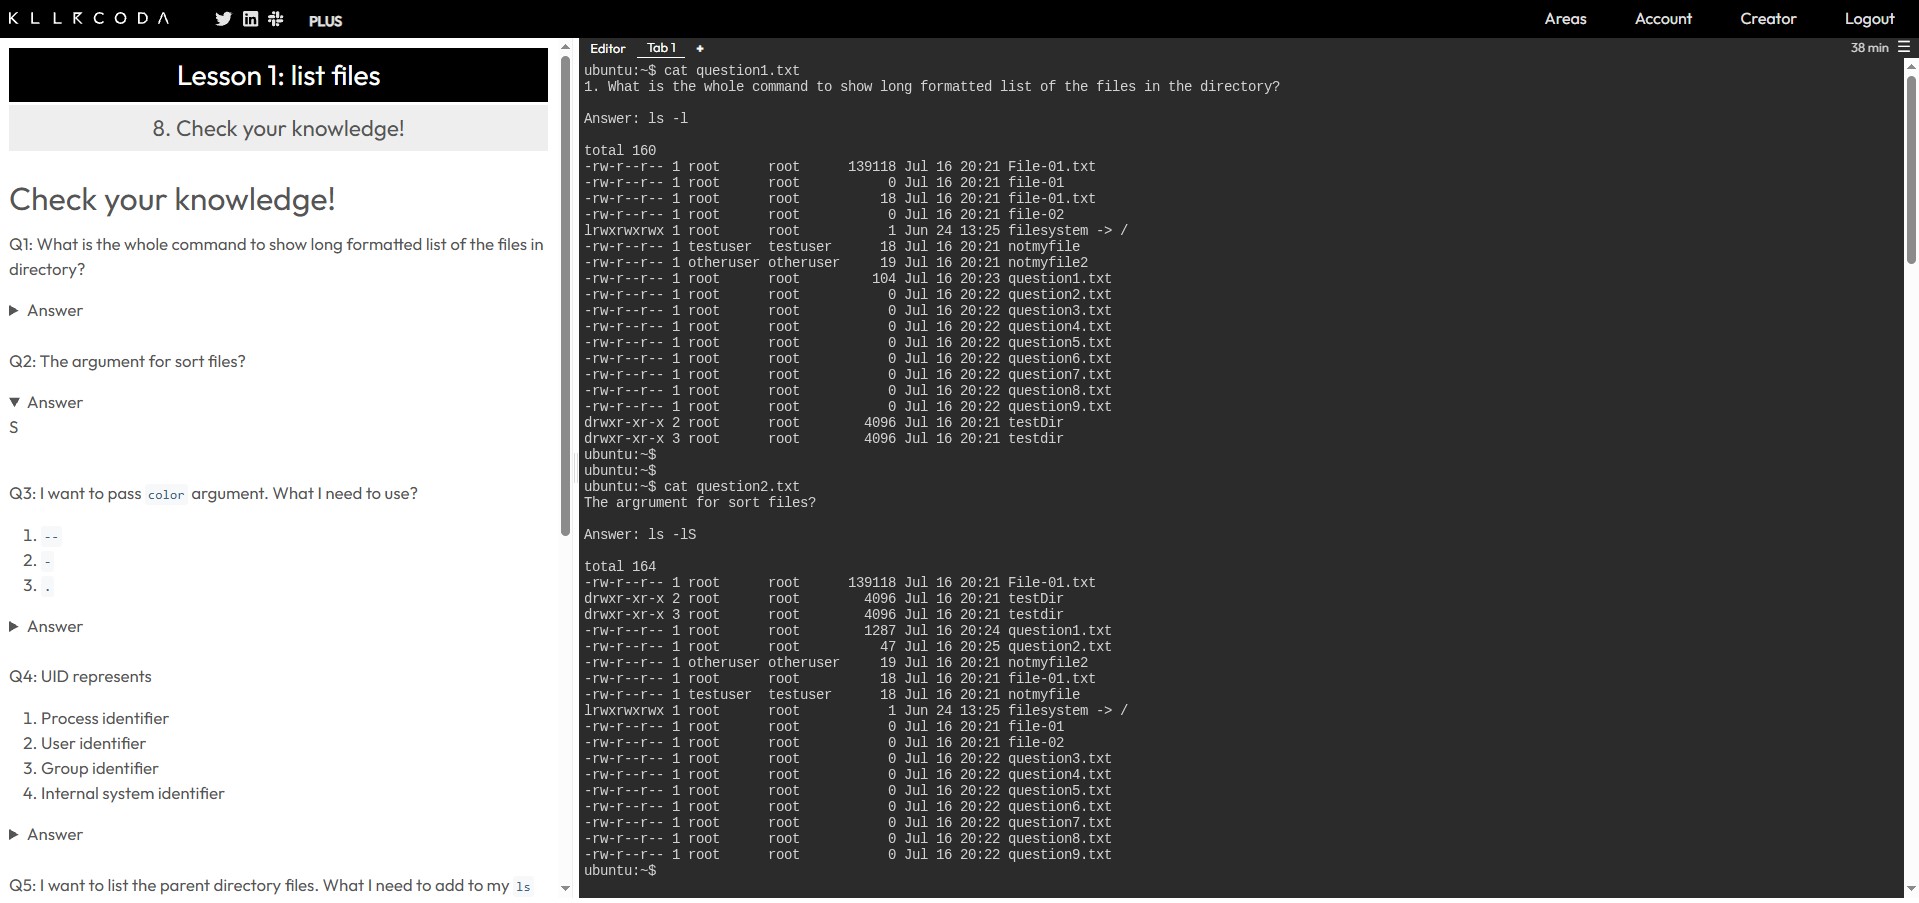 KILLERCODA
PLUS
Areas Account Creator Logout
Lesson 1: list files
8. Check your knowledge!
Check your knowledge!
Q1: What is the whole command to show long formatted list of the files in
directory?
Answer
Q2: The argument for sort files?
Answer
S
Q3: I want to pass color argument. What I need to use?
1. --
2. -
3. .
Answer
Q4: UID represents
1. Process identifier
2. User identifier
3. Group identifier
4. Internal system identifier
Answer
Q5: I want to list the parent directory files. What I need to add to my ls
Editor Tab 1 +
38 min
ubuntu:~$ cat question1.txt
1. What is the whole command to show long formatted list of the files in the directory?
Answer: ls -l
total 160
-rw-r--r-- 1 root      root      139118 Jul 16 20:21 File-01.txt
-rw-r--r-- 1 root      root           0 Jul 16 20:21 file-01
-rw-r--r-- 1 root      root          18 Jul 16 20:21 file-01.txt
-rw-r--r-- 1 root      root           0 Jul 16 20:21 file-02
lrwxrwxrwx 1 root      root           1 Jun 24 13:25 filesystem -> /
-rw-r--r-- 1 testuser  testuser      18 Jul 16 20:21 notmyfile
-rw-r--r-- 1 otheruser otheruser     19 Jul 16 20:21 notmyfile2
-rw-r--r-- 1 root      root         104 Jul 16 20:23 question1.txt
-rw-r--r-- 1 root      root           0 Jul 16 20:22 question2.txt
-rw-r--r-- 1 root      root           0 Jul 16 20:22 question3.txt
-rw-r--r-- 1 root      root           0 Jul 16 20:22 question4.txt
-rw-r--r-- 1 root      root           0 Jul 16 20:22 question5.txt
-rw-r--r-- 1 root      root           0 Jul 16 20:22 question6.txt
-rw-r--r-- 1 root      root           0 Jul 16 20:22 question7.txt
-rw-r--r-- 1 root      root           0 Jul 16 20:22 question8.txt
-rw-r--r-- 1 root      root           0 Jul 16 20:22 question9.txt
drwxr-xr-x 2 root      root        4096 Jul 16 20:21 testDir
drwxr-xr-x 3 root      root        4096 Jul 16 20:21 testdir
ubuntu:~$
ubuntu:~$
ubuntu:~$ cat question2.txt
The argrument for sort files?
Answer: ls -lS
total 164
-rw-r--r-- 1 root      root      139118 Jul 16 20:21 File-01.txt
drwxr-xr-x 2 root      root        4096 Jul 16 20:21 testDir
drwxr-xr-x 3 root      root        4096 Jul 16 20:21 testdir
-rw-r--r-- 1 root      root        1287 Jul 16 20:24 question1.txt
-rw-r--r-- 1 root      root          47 Jul 16 20:25 question2.txt
-rw-r--r-- 1 otheruser otheruser     19 Jul 16 20:21 notmyfile2
-rw-r--r-- 1 root      root          18 Jul 16 20:21 file-01.txt
-rw-r--r-- 1 testuser  testuser      18 Jul 16 20:21 notmyfile
lrwxrwxrwx 1 root      root           1 Jun 24 13:25 filesystem -> /
-rw-r--r-- 1 root      root           0 Jul 16 20:21 file-01
-rw-r--r-- 1 root      root           0 Jul 16 20:21 file-02
-rw-r--r-- 1 root      root           0 Jul 16 20:22 question3.txt
-rw-r--r-- 1 root      root           0 Jul 16 20:22 question4.txt
-rw-r--r-- 1 root      root           0 Jul 16 20:22 question5.txt
-rw-r--r-- 1 root      root           0 Jul 16 20:22 question6.txt
-rw-r--r-- 1 root      root           0 Jul 16 20:22 question7.txt
-rw-r--r-- 1 root      root           0 Jul 16 20:22 question8.txt
-rw-r--r-- 1 root      root           0 Jul 16 20:22 question9.txt
ubuntu:~$